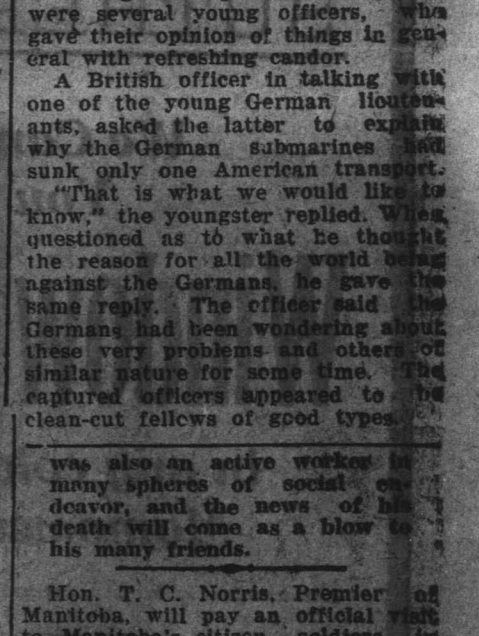 were several young officers, who
gave their opinion of things in gen-
eral with refreshing candor.
A British officer in talking with
one of the young German lieuten-
ants, asked the latter to explain
why the German submarines had
sunk only one American transport.
"That is what we would like to
know," the youngster replied. When
questioned as to what he thought
the reason for all the world being
against the Germans, he gave the
same reply. The officer said the
Germans had been wondering about
these very problems and others of
similar nature for some time. The
captured officers appeared to be
clean-cut fellows of good types.
was also an active worker in
many spheres of social en-
deavor, and the news of his
death will come as a blow to
his many friends.
Hon. T. C. Norris, Premier of
Manitoba, will pay an official visit
to Manitoba's citizen soldiers